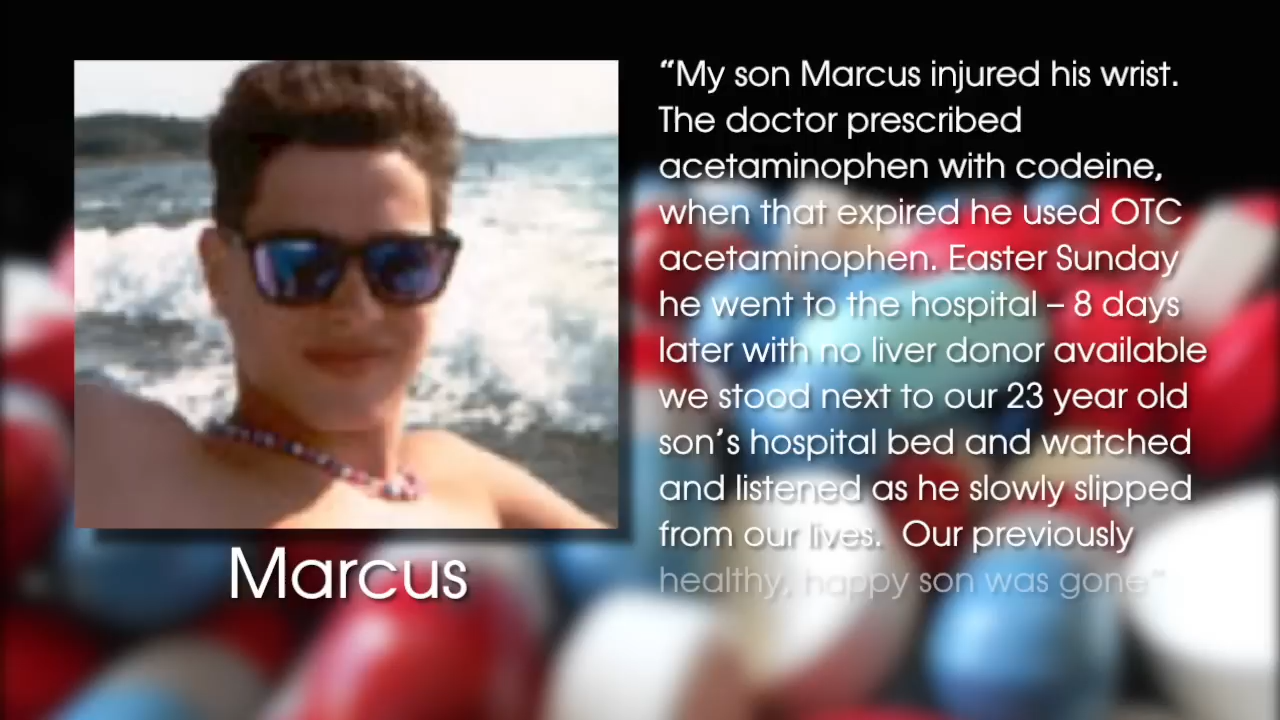 “My son Marcus injured his wrist.
The doctor prescribed
acetaminophen with codeine,
when that expired he used OTC
acetaminophen. Easter Sunday
he went to the hospital – 8 days
later with no liver donor available
we stood next to our 23 year old
son’s hospital bed and watched
and listened as he slowly slipped
from our lives.  Our previously
healthy, happy son was gone”
Marcus